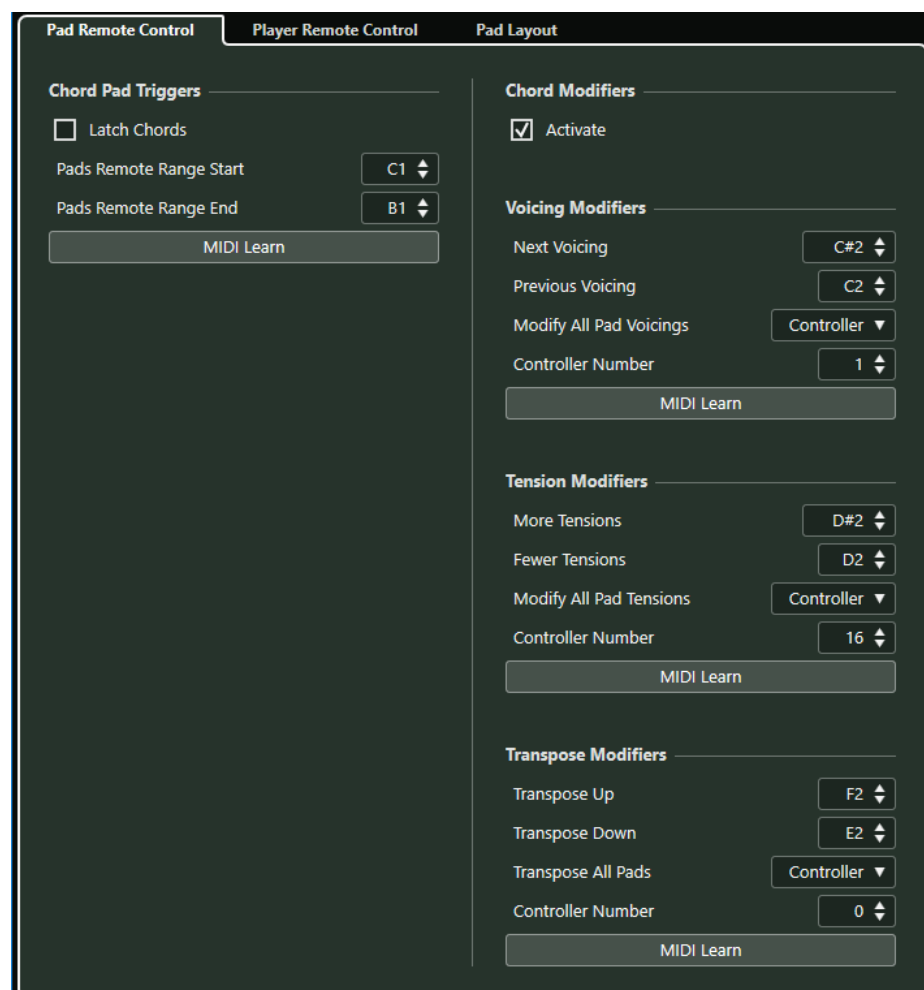 Pad Remote Control Player Remote Control Pad Layout
Chord Pad Triggers
Latch Chords
Pads Remote Range Start C1
Pads Remote Range End B1
MIDI Learn
Chord Modifiers
Activate
Voicing Modifiers
Next Voicing C#2
Previous Voicing C2
Modify All Pad Voicings Controller
Controller Number 1
MIDI Learn
Tension Modifiers
More Tensions D#2
Fewer Tensions D2
Modify All Pad Tensions Controller
Controller Number 16
MIDI Learn
Transpose Modifiers
Transpose Up F2
Transpose Down E2
Transpose All Pads Controller
Controller Number 0
MIDI Learn